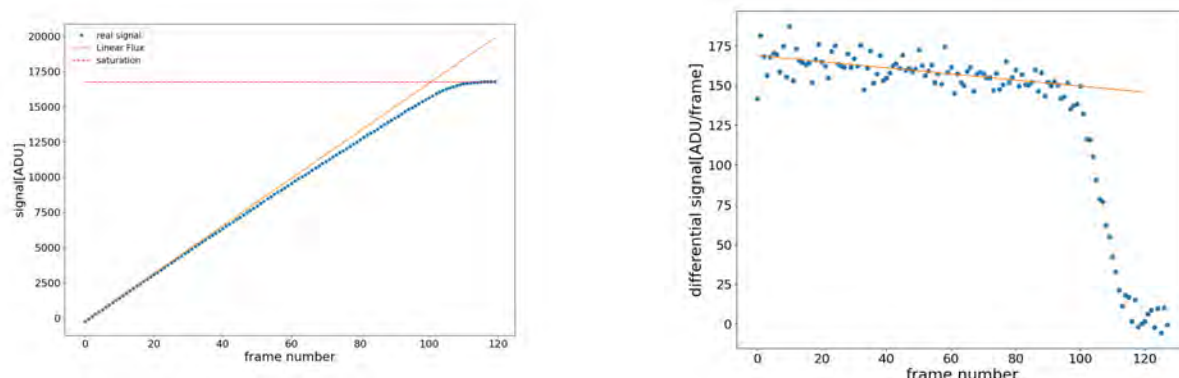 real signal
Linear Flux
saturation
20000
17500
15000
12500
10000
7500
5000
2500
0
signal[ADU]
0 20 40 60 80 100 120
frame number
175
150
125
100
75
50
25
0
differential signal[ADU/frame]
0 20 40 60 80 100 120
frame number